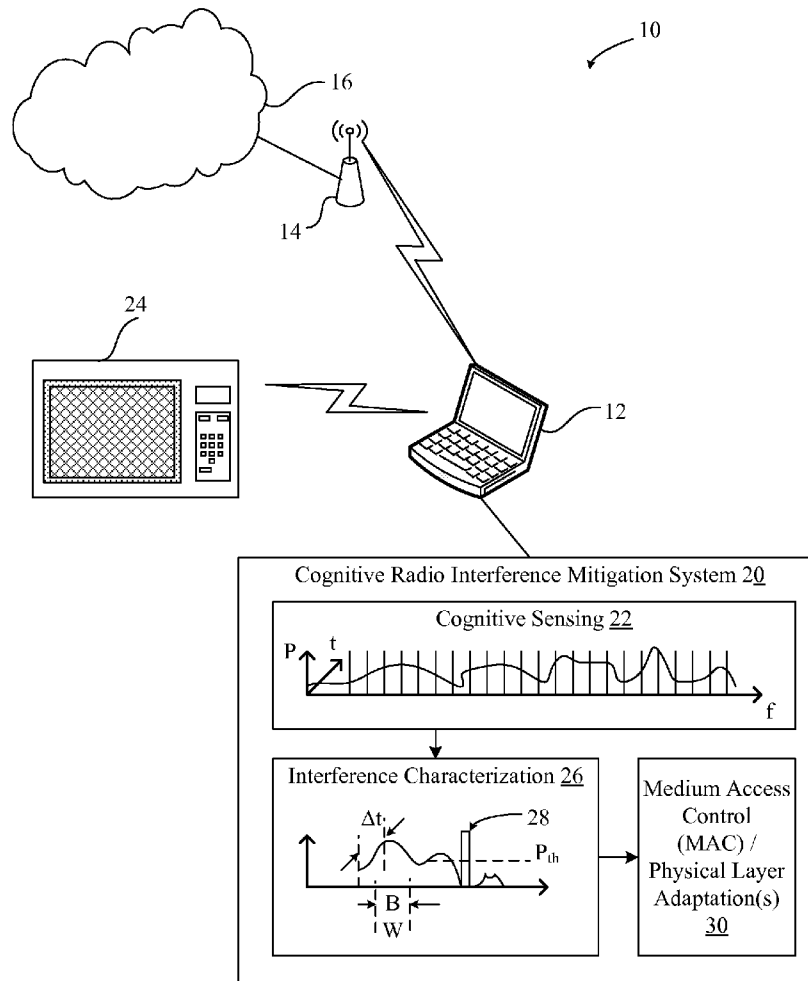 10
16
14
24
12
Cognitive Radio Interference Mitigation System 20
Cognitive Sensing 22
P
t
f
Interference Characterization 26
Δt
28
Pth
B
W
Medium Access
Control
(MAC) /
Physical Layer
Adaptation(s)
30